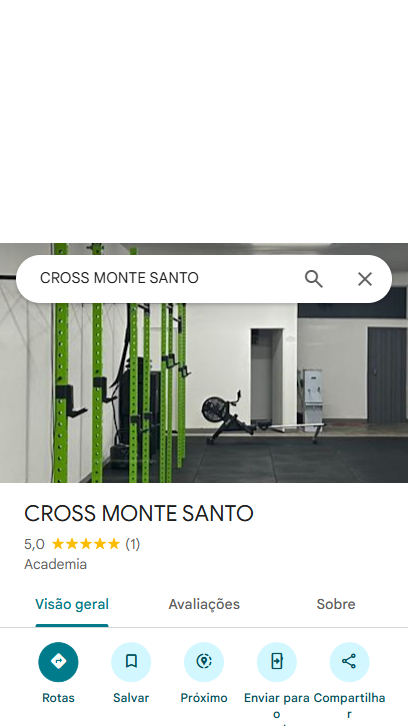 CROSS MONTE SANTO
CROSS MONTE SANTO
5,0 (1)
Academia
Visão geral Avaliações Sobre
Rotas Salvar Próximo Enviar para o Compartilhar